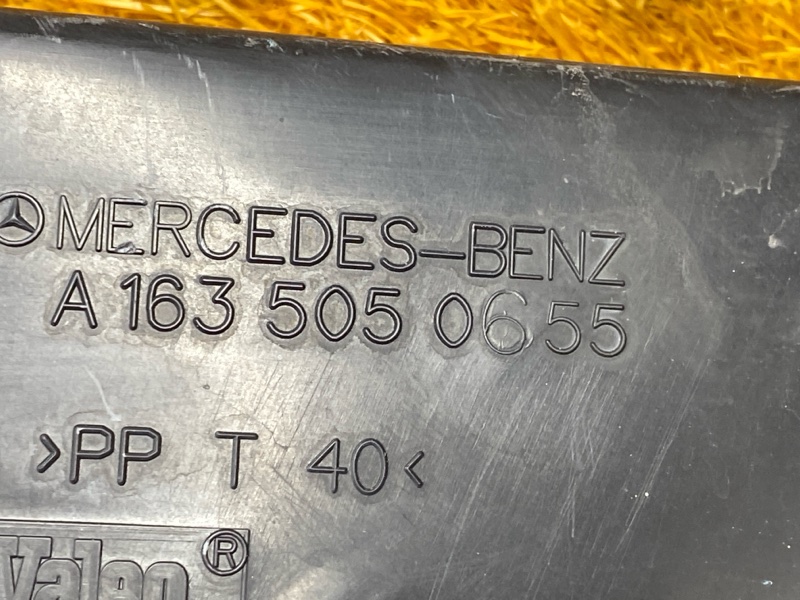 MERCEDES-BENZ
A 163 505 0655
>PP T 40<
Valeo ®